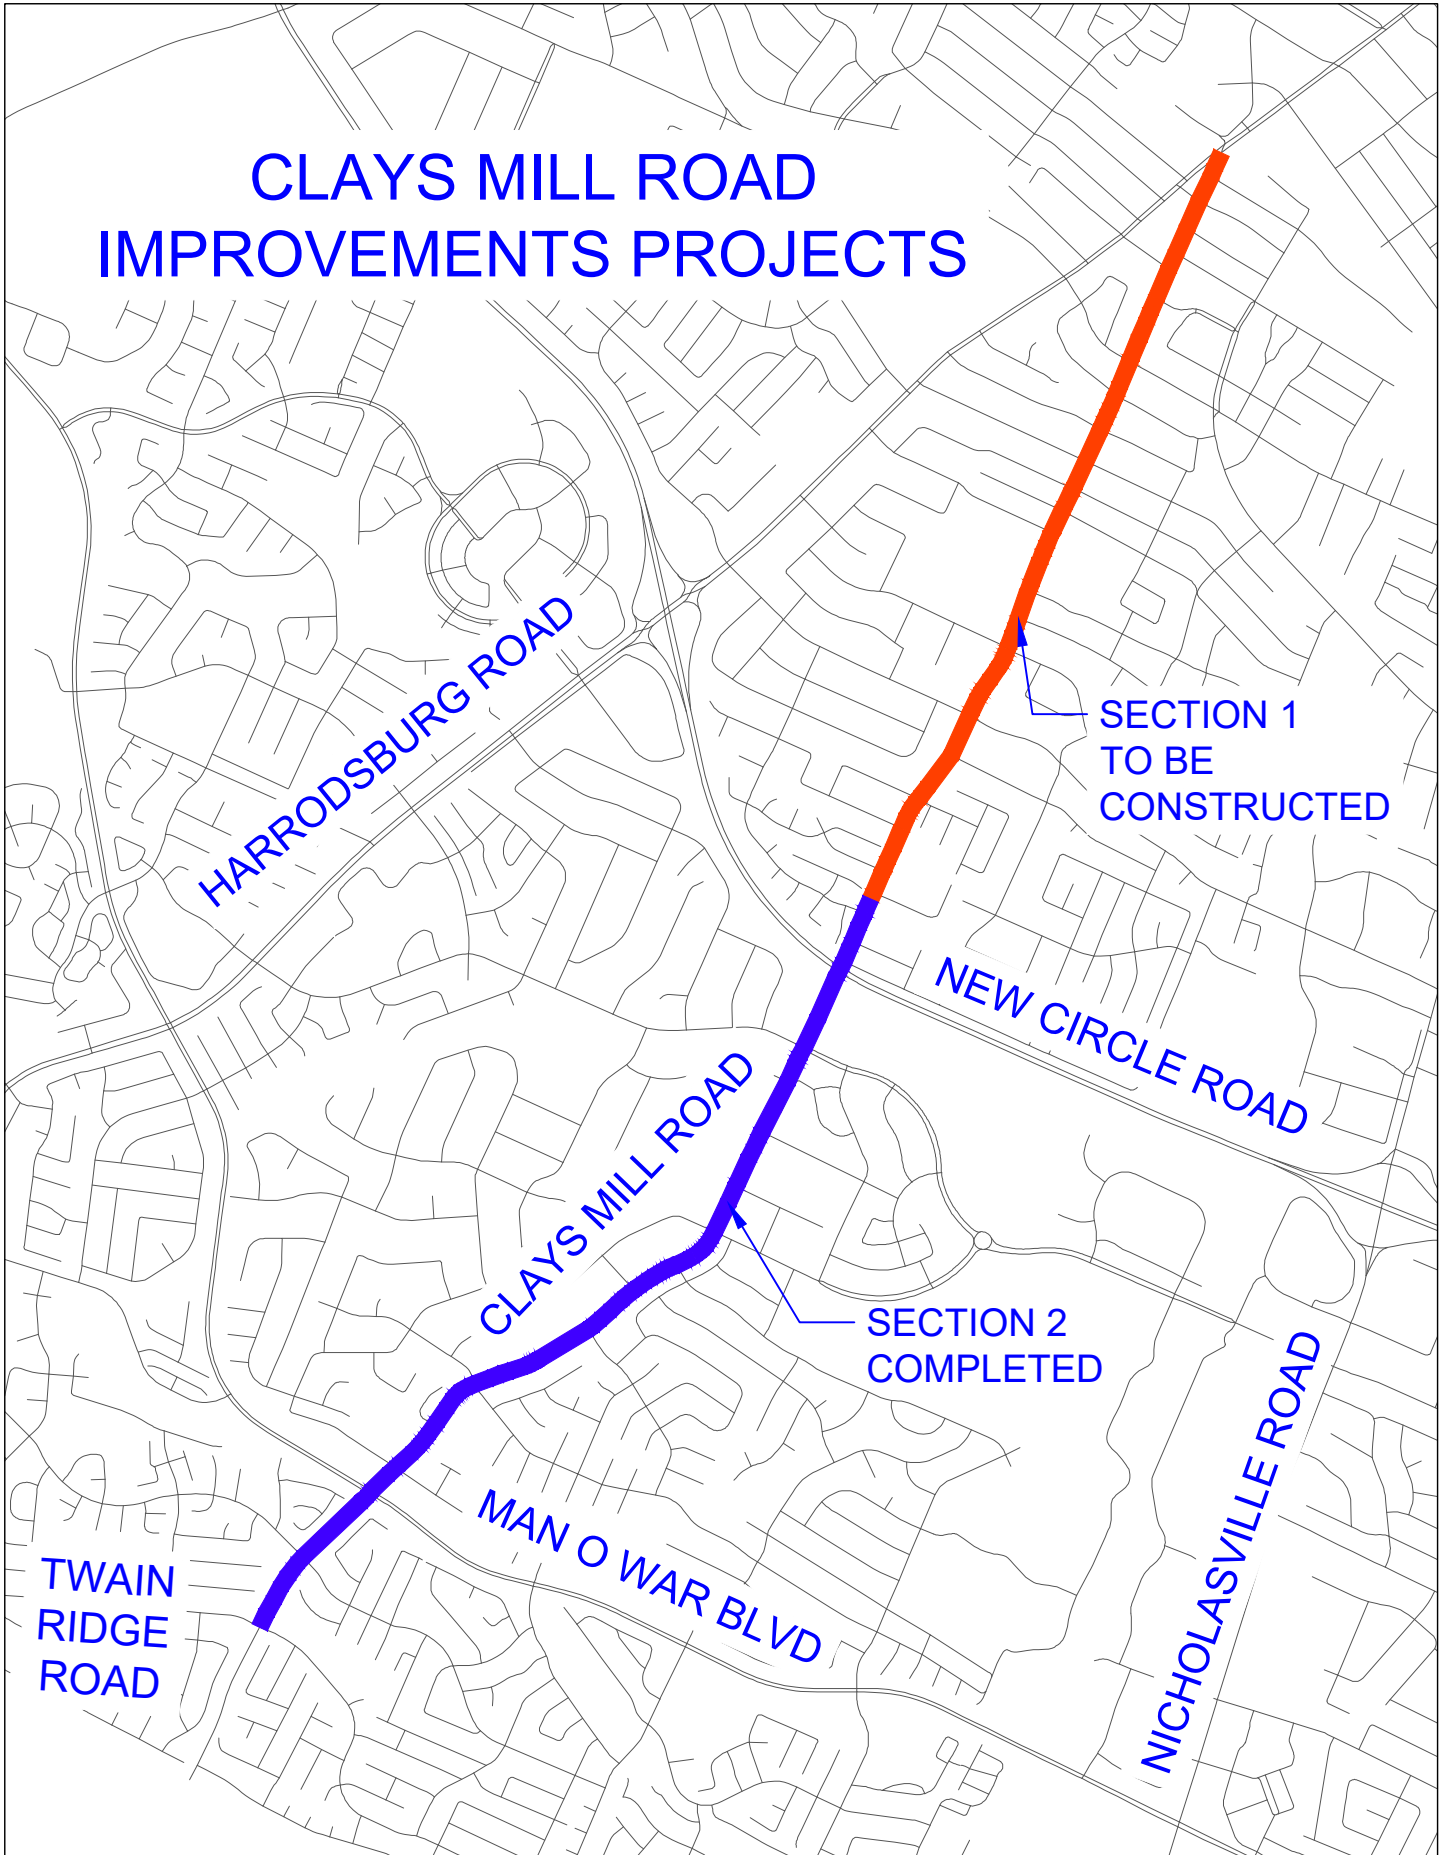 CLAYS MILL ROAD
IMPROVEMENTS PROJECTS
HARRODSBURG ROAD
SECTION 1
TO BE
CONSTRUCTED
NEW CIRCLE ROAD
CLAYS MILL ROAD
SECTION 2
COMPLETED
NICHOLASVILLE ROAD
MAN O WAR BLVD
TWAIN
RIDGE
ROAD